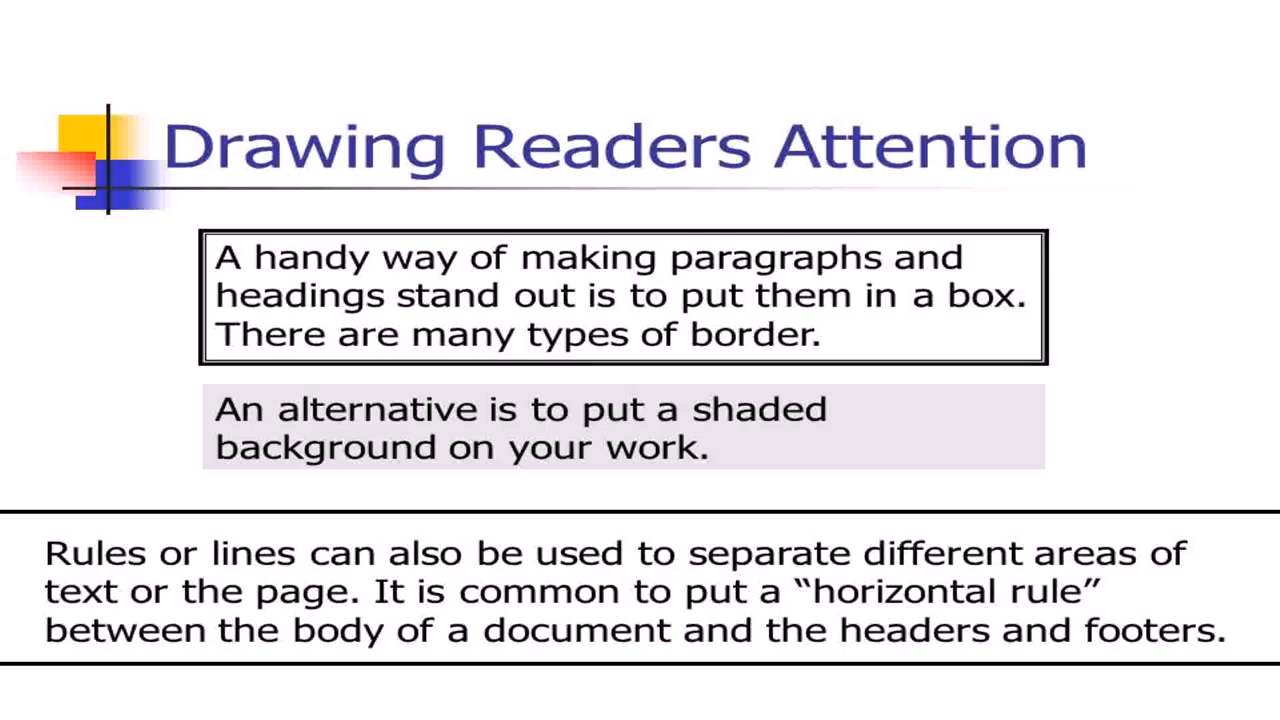 Drawing Readers Attention
A handy way of making paragraphs and
headings stand out is to put them in a box.
There are many types of border.
An alternative is to put a shaded
background on your work.
Rules or lines can also be used to separate different areas of
text or the page. It is common to put a “horizontal rule”
between the body of a document and the headers and footers.